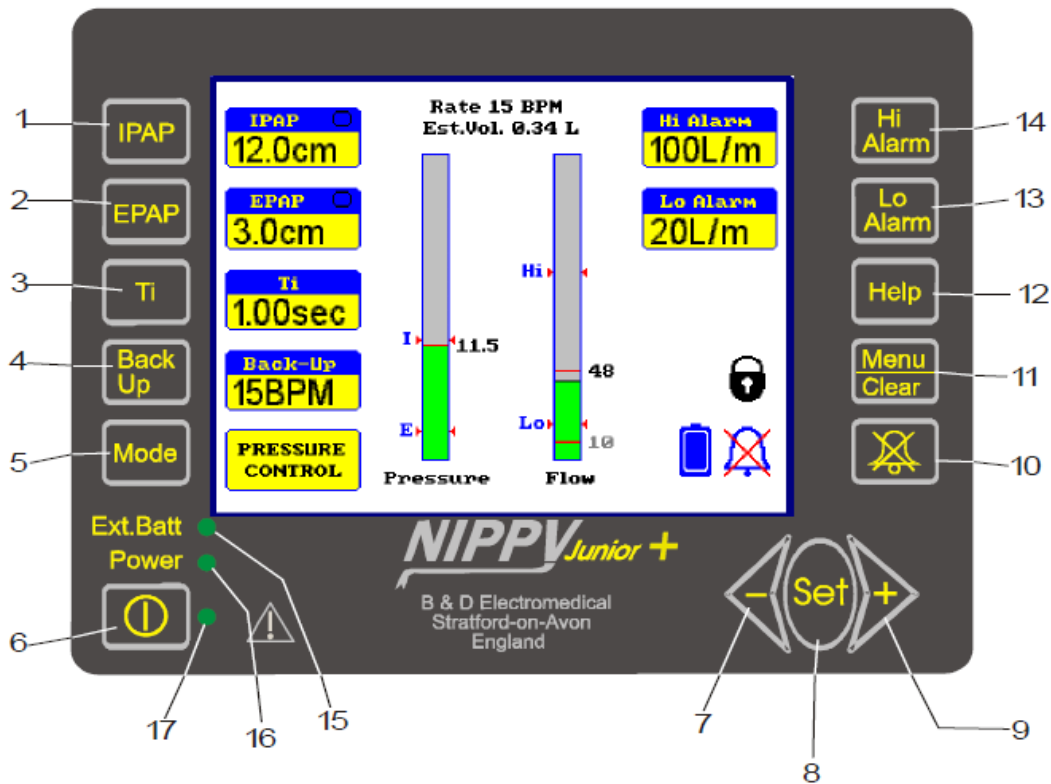 1
IPAP
2
EPAP
3
Ti
4
Back
Up
5
Mode
Ext.Batt
Power
6
17
16
15
Rate 15 BPM
Est.Vol. 0.34 L
IPAP
12.0cm
EPAP
3.0cm
Ti
1.00sec
Back-Up
15BPM
PRESSURE
CONTROL
I
11.5
E
Pressure
Hi
48
Lo
10
Flow
Hi Alarm
100L/m
Lo Alarm
20L/m
Hi
Alarm
14
Lo
Alarm
13
Help
12
Menu
Clear
11
10
NIPPY Junior +
B & D Electromedical
Stratford-on-Avon
England
- Set +
7
8
9